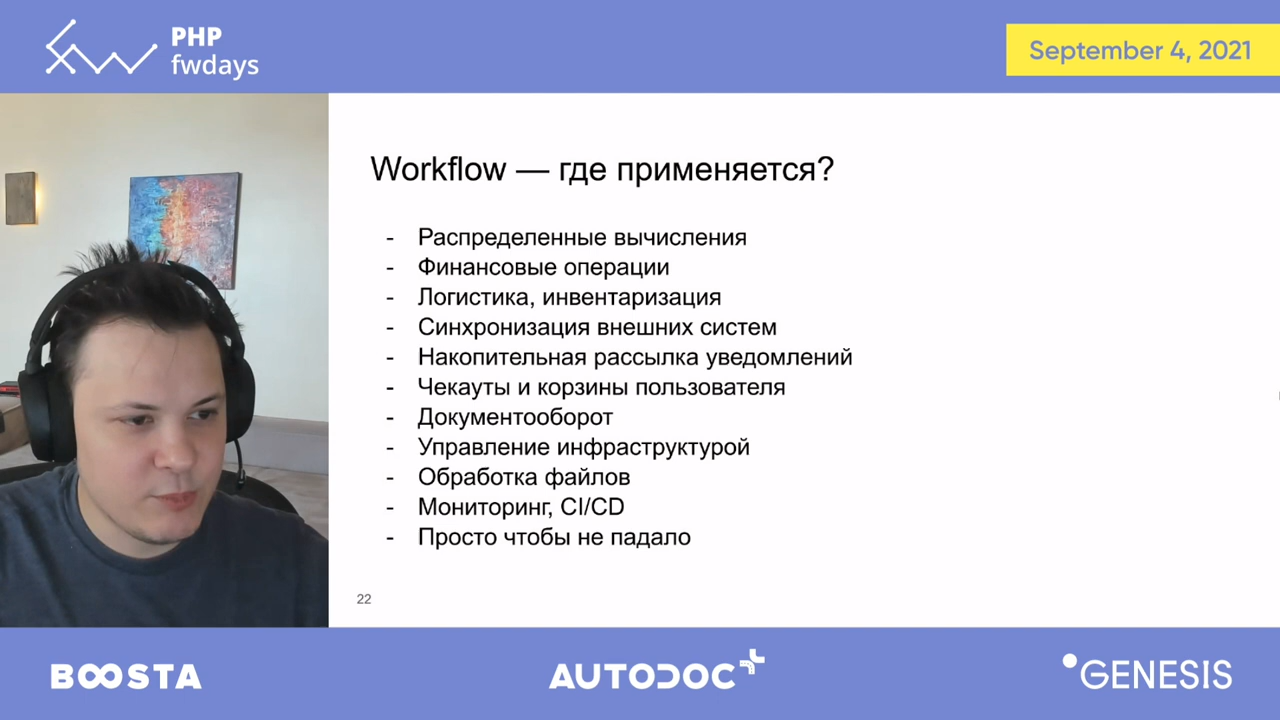 PHP
fwdays
September 4, 2021
Workflow — где применяется?
- Распределенные вычисления
- Финансовые операции
- Логистика, инвентаризация
- Синхронизация внешних систем
- Накопительная рассылка уведомлений
- Чекауты и корзины пользователя
- Документооборот
- Управление инфраструктурой
- Обработка файлов
- Мониторинг, CI/CD
- Просто чтобы не падало
22
BOOSTA
AUTODOC
GENESIS